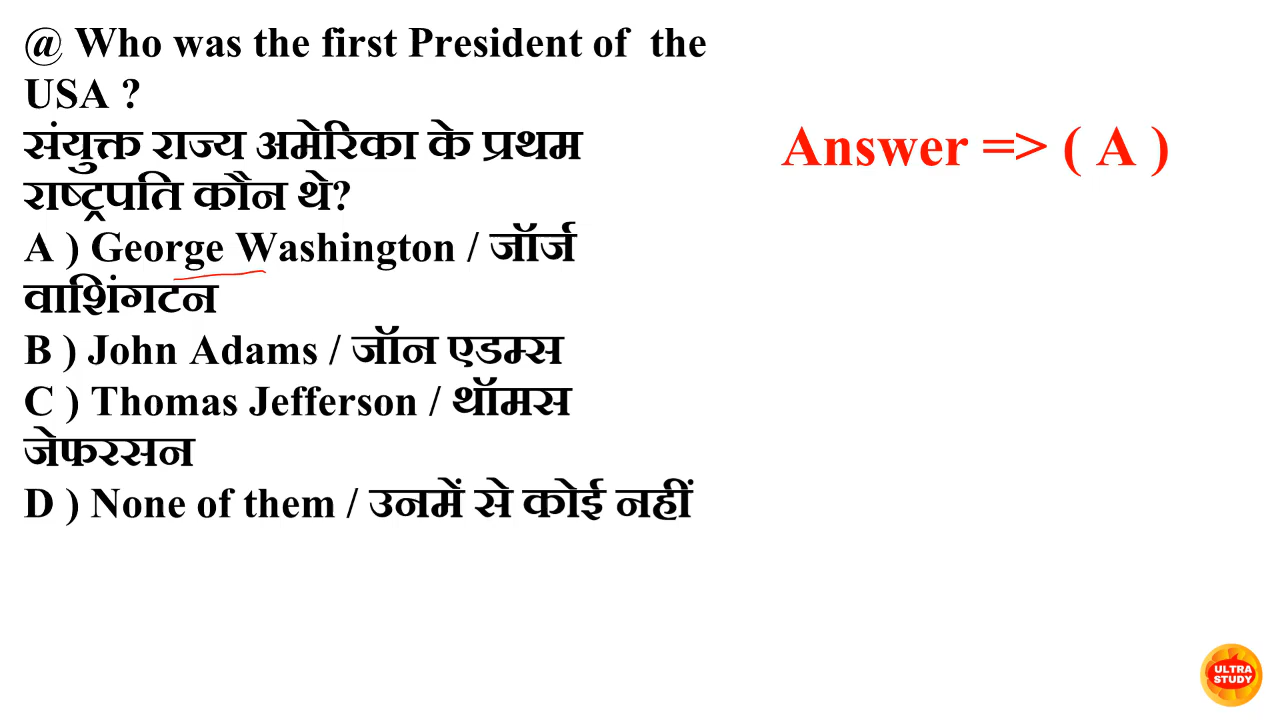 @ Who was the first President of the
USA ?
संयुक्त राज्य अमेरिका के प्रथम
राष्ट्रपति कौन थे?
A ) George Washington / जॉर्ज
वाशिंगटन
B ) John Adams / जॉन एडम्स
C ) Thomas Jefferson / थॉमस
जेफरसन
D ) None of them / उनमें से कोई नहीं
Answer => ( A )
ULTRA
STUDY